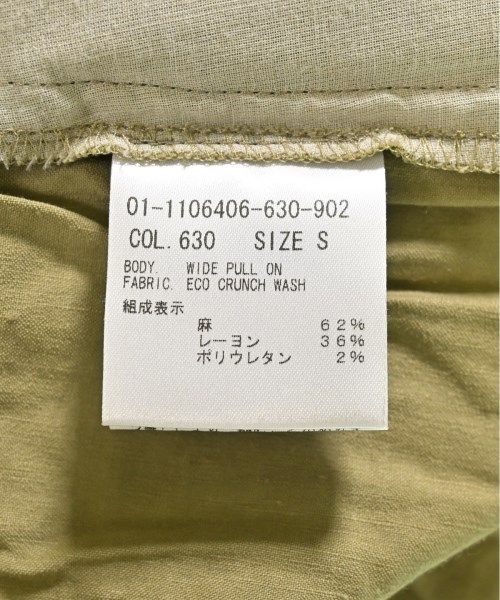 01-1106406-630-902
COL. 630 SIZE S
BODY. WIDE PULL ON
FABRIC. ECO CRUNCH WASH
組成表示
麻 62%
レーヨン 36%
ポリウレタン 2%